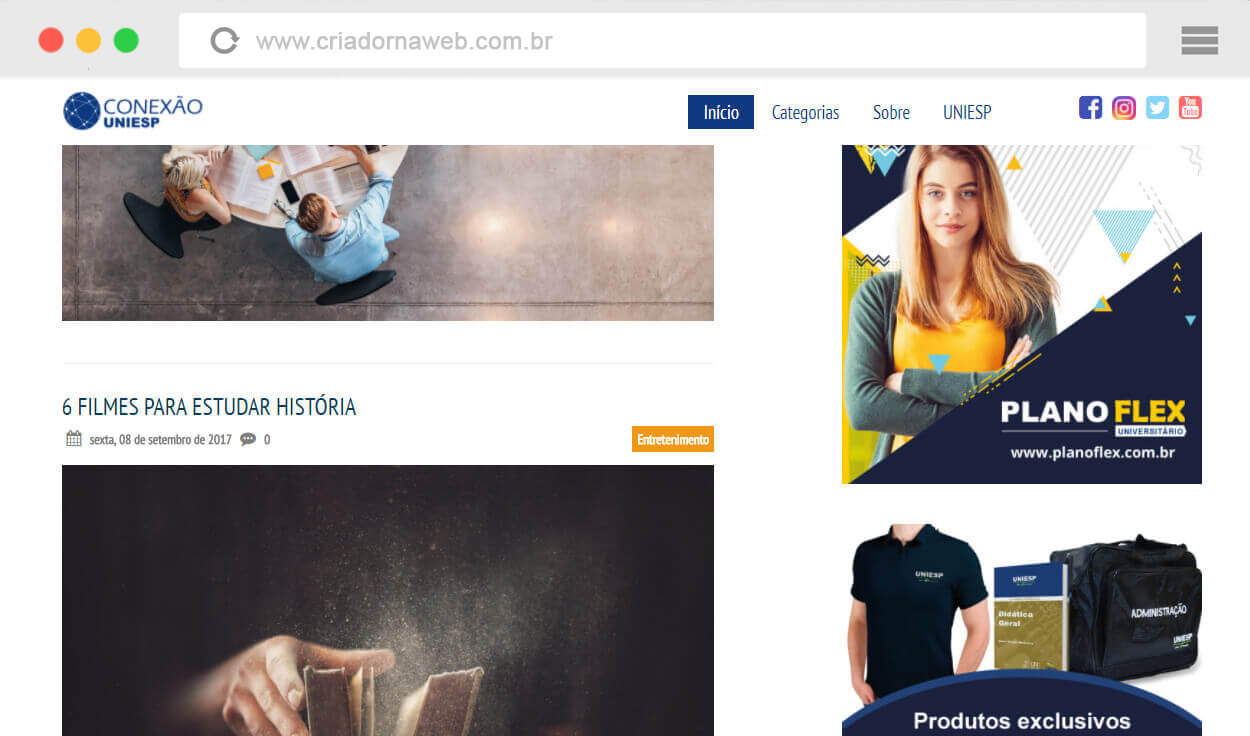 www.criadornaweb.com.br
CONEXÃO
UNIESP
Início Categorias Sobre UNIESP
You
Tube
6 FILMES PARA ESTUDAR HISTÓRIA
sexta, 08 de setembro de 2017 0
Entretenimento
PLANO FLEX
UNIVERSITÁRIO
www.planoflex.com.br
UNIESP
UNIESP
Didática
Geral
ADMINISTRAÇÃO
UNIESP
Produtos exclusivos